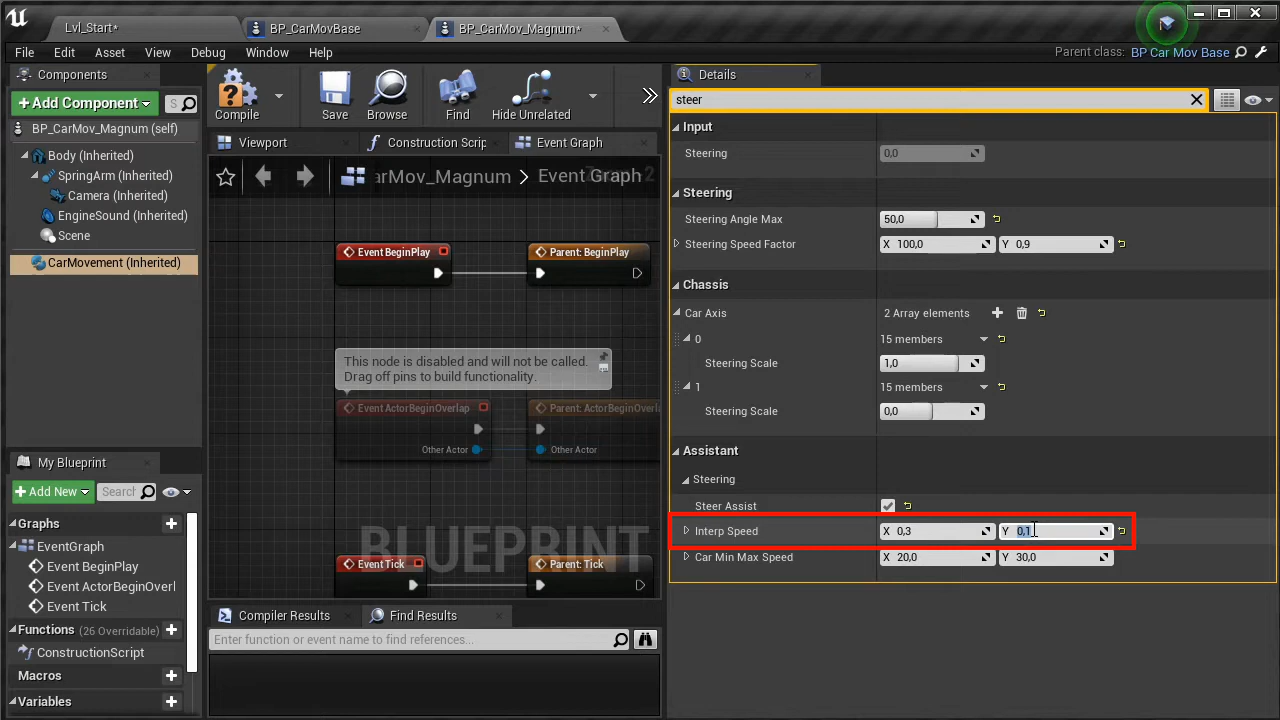 Lvl_Start*
BP_CarMovBase
BP_CarMov_Magnum*
File Edit Asset View Debug Window Help
Parent class: BP Car Mov Base
Components
Details
+ Add Component
S
steer
Compile
Save
Browse
Find
Hide Unrelated
BP_CarMov_Magnum (self)
Body (Inherited)
SpringArm (Inherited)
Camera (Inherited)
EngineSound (Inherited)
Scene
CarMovement (Inherited)
Viewport
Construction Scrip
Event Graph
arMov_Magnum > Event Graph
Event BeginPlay
Parent: BeginPlay
This node is disabled and will not be called.
Drag off pins to build functionality.
Event ActorBeginOverlap
Parent: ActorBeginOverla
Other Actor
Other Actor
BLUEPRINT
Event Tick
Parent: Tick
Input
Steering 0,0
Steering
Steering Angle Max 50,0
Steering Speed Factor X 100,0 Y 0,9
Chassis
Car Axis 2 Array elements
0 15 members
Steering Scale 1,0
1 15 members
Steering Scale 0,0
Assistant
Steering
Steer Assist
Interp Speed X 0,3 Y 0,1
Car Min Max Speed X 20,0 Y 30,0
My Blueprint
+ Add New
Search
Graphs
EventGraph
Event BeginPlay
Event ActorBeginOverl
Event Tick
Functions (26 Overridable)
ConstructionScript
Macros
Variables
Compiler Results
Find Results
Enter function or event name to find references...